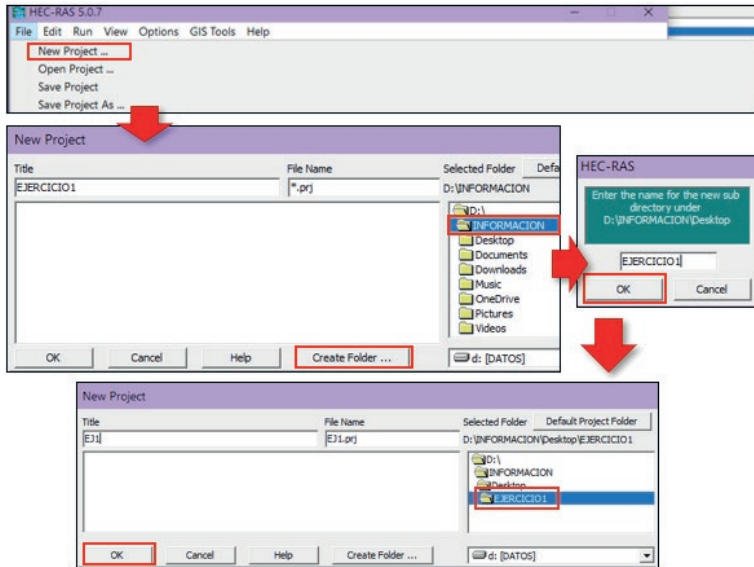 HEC-RAS 5.0.7
File Edit Run View Options GIS Tools Help
New Project ...
Open Project ...
Save Project
Save Project As ...
New Project
Title File Name Selected Folder Defa
EJERCICIO1 *.prj D:\INFORMACION
D:\
INFORMACION
Desktop
Documents
Downloads
Music
OneDrive
Pictures
Videos
OK Cancel Help Create Folder ... d: [DATOS]
HEC-RAS
Enter the name for the new sub
directory under
D:\INFORMACION\Desktop
EJERCICIO1
OK Cancel
New Project
Title File Name Selected Folder Default Project Folder
EJ1 EJ1.prj D:\INFORMACION\Desktop\EJERCICIO1
D:\
INFORMACION
Desktop
EJERCICIO1
OK Cancel Help Create Folder ... d: [DATOS]